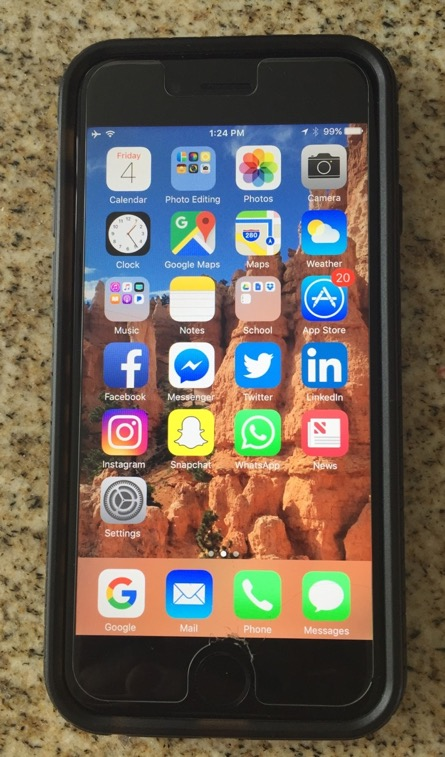 1:24 PM 99%
Friday
4
Calendar Photo Editing Photos Camera
G 280
Clock Google Maps Maps Weather
20
Music Notes School App Store
f in
Facebook Messenger Twitter LinkedIn
Instagram Snapchat WhatsApp News
Settings
G
Google Mail Phone Messages